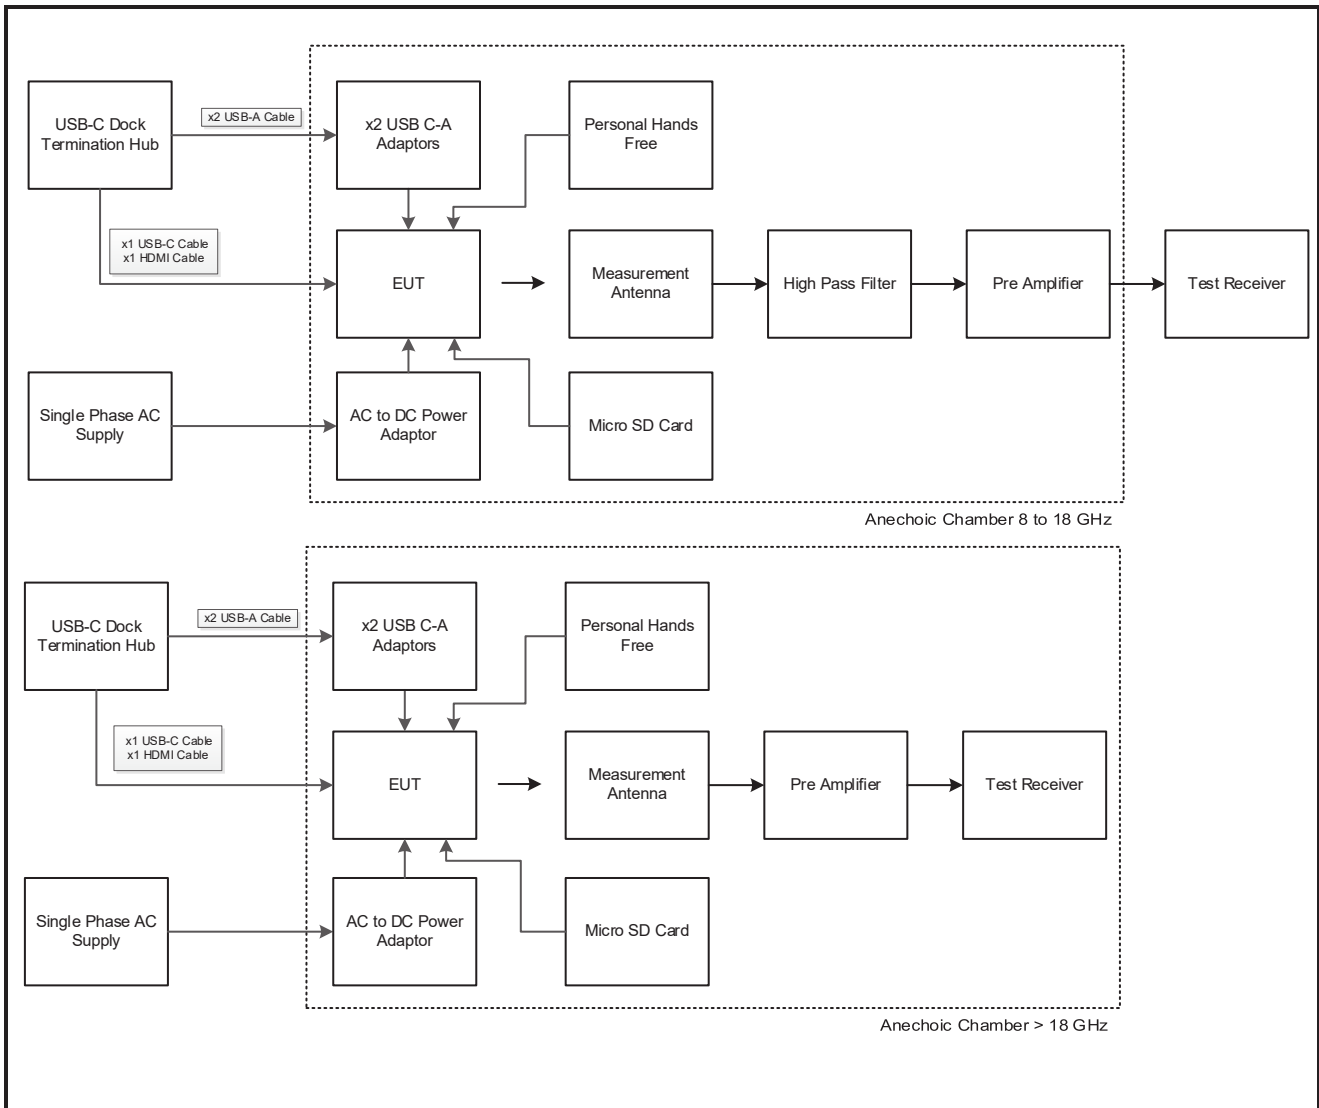 USB-C Dock
Termination Hub
x2 USB-A Cable
x2 USB C-A
Adaptors
Personal Hands
Free
x1 USB-C Cable
x1 HDMI Cable
EUT
Measurement
Antenna
High Pass Filter
Pre Amplifier
Test Receiver
Single Phase AC
Supply
AC to DC Power
Adaptor
Micro SD Card
Anechoic Chamber 8 to 18 GHz
USB-C Dock
Termination Hub
x2 USB-A Cable
x2 USB C-A
Adaptors
Personal Hands
Free
x1 USB-C Cable
x1 HDMI Cable
EUT
Measurement
Antenna
Pre Amplifier
Test Receiver
Single Phase AC
Supply
AC to DC Power
Adaptor
Micro SD Card
Anechoic Chamber > 18 GHz